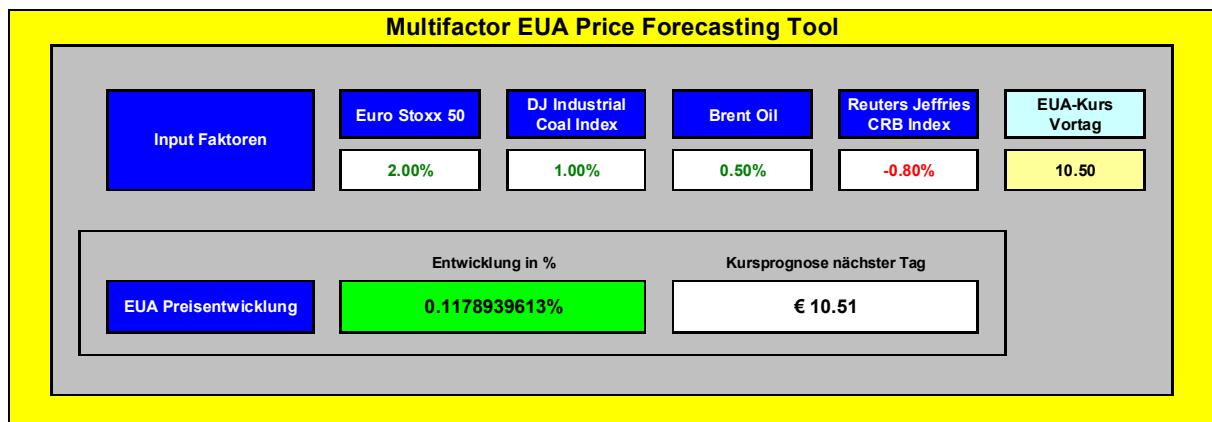 Multifactor EUA Price Forecasting Tool
Input Faktoren
Euro Stoxx 50
DJ Industrial
Coal Index
Brent Oil
Reuters Jeffries
CRB Index
EUA-Kurs
Vortag
2.00%
1.00%
0.50%
-0.80%
10.50
Entwicklung in %
Kursprognose nächster Tag
EUA Preisentwicklung
0.1178939613%
€ 10.51